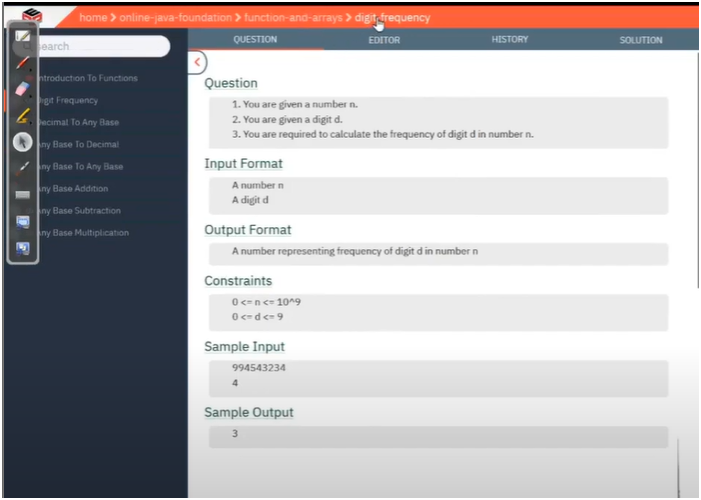 home > online-java-foundation > function-and-arrays > digit-frequency
QUESTION EDITOR HISTORY SOLUTION
earch
ntroduction To Functions
igit Frequency
ecimal To Any Base
ny Base To Decimal
ny Base To Any Base
ny Base Addition
ny Base Subtraction
ny Base Multiplication
Question
1. You are given a number n.
2. You are given a digit d.
3. You are required to calculate the frequency of digit d in number n.
Input Format
A number n
A digit d
Output Format
A number representing frequency of digit d in number n
Constraints
0 <= n <= 10^9
0 <= d <= 9
Sample Input
994543234
4
Sample Output
3